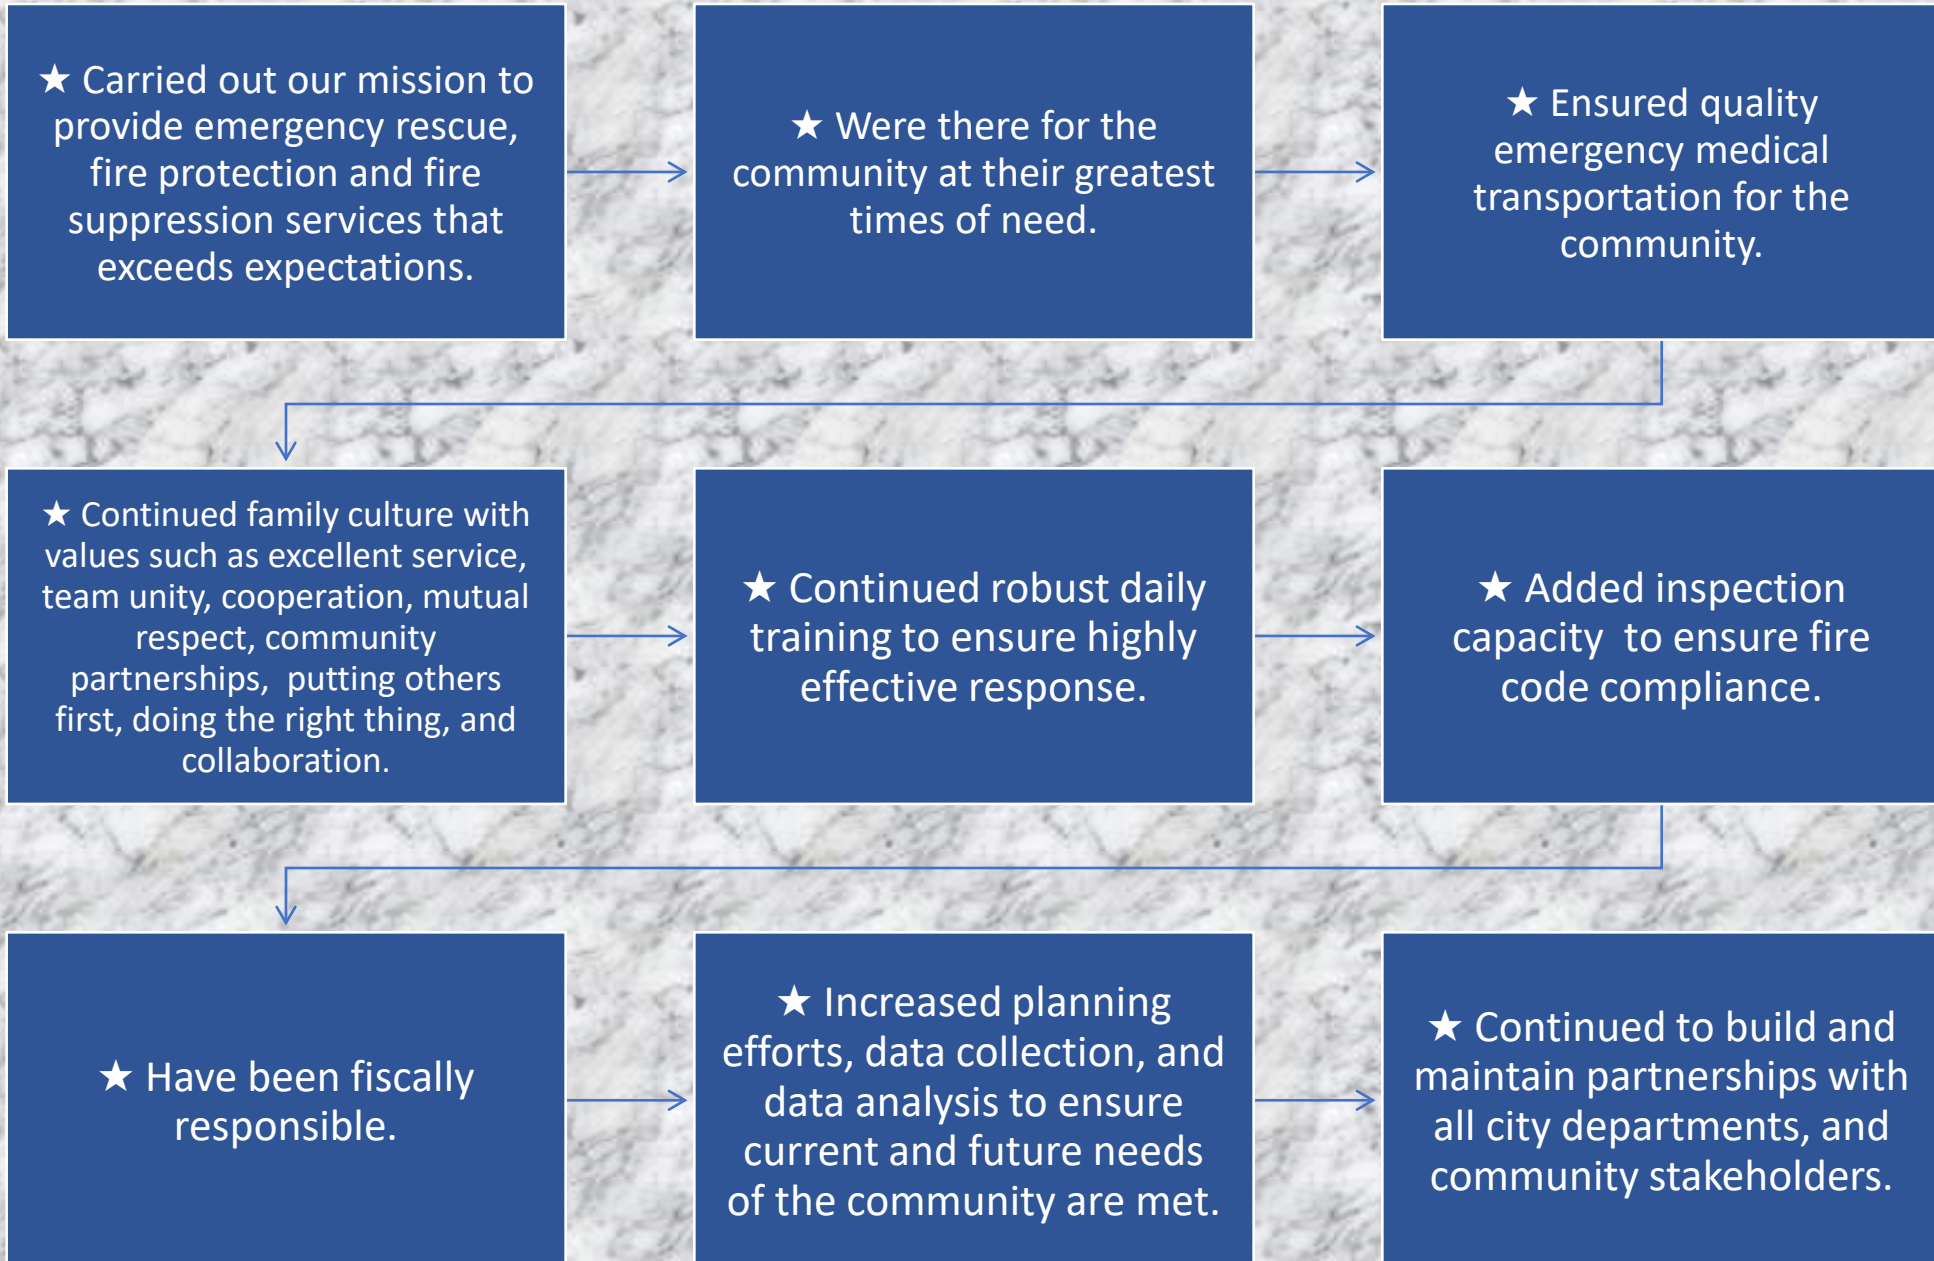 ★ Carried out our mission to
provide emergency rescue,
fire protection and fire
suppression services that
exceeds expectations.
★ Were there for the
community at their greatest
times of need.
★ Ensured quality
emergency medical
transportation for the
community.
★ Continued family culture with
values such as excellent service,
team unity, cooperation, mutual
respect, community
partnerships,  putting others
first, doing the right thing, and
collaboration.
★ Continued robust daily
training to ensure highly
effective response.
★ Added inspection
capacity  to ensure fire
code compliance.
★ Have been fiscally
responsible.
★ Increased planning
efforts, data collection, and
data analysis to ensure
current and future needs
of the community are met.
★ Continued to build and
maintain partnerships with
all city departments, and
community stakeholders.